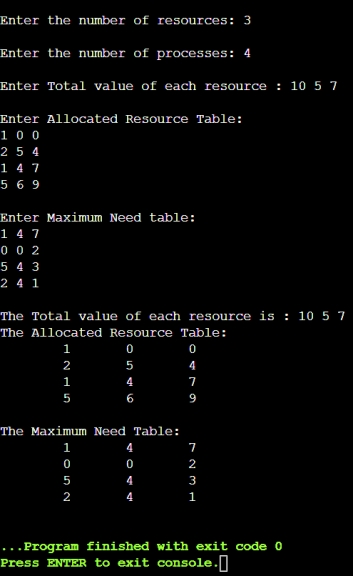 Enter the number of resources: 3
Enter the number of processes: 4
Enter Total value of each resource : 10 5 7
Enter Allocated Resource Table:
1 0 0
2 5 4
1 4 7
5 6 9
Enter Maximum Need table:
1 4 7
0 0 2
5 4 3
2 4 1
The Total value of each resource is : 10 5 7
The Allocated Resource Table:
1 0 0
2 5 4
1 4 7
5 6 9
The Maximum Need Table:
1 4 7
0 0 2
5 4 3
2 4 1
...Program finished with exit code 0
Press ENTER to exit console.